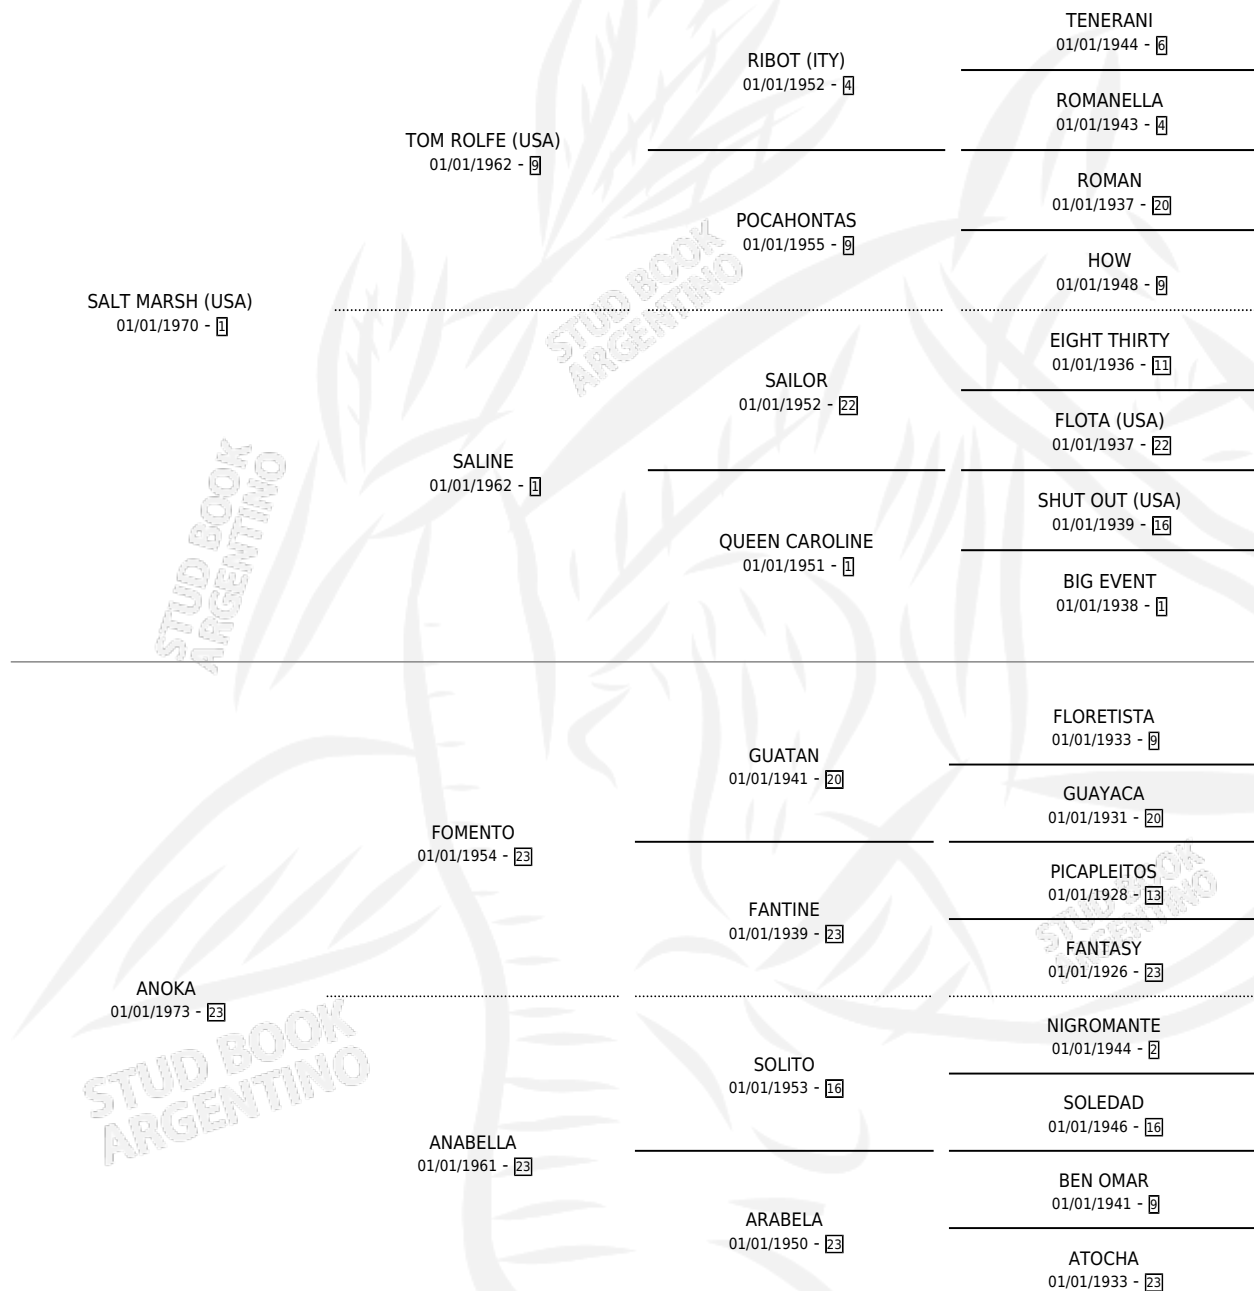 TENERANI
01/01/1944 - 6
RIBOT (ITY)
01/01/1952 - 4
ROMANELLA
01/01/1943 - 4
TOM ROLFE (USA)
01/01/1962 - 9
ROMAN
01/01/1937 - 20
POCAHONTAS
01/01/1955 - 9
HOW
01/01/1948 - 9
SALT MARSH (USA)
01/01/1970 - 1
EIGHT THIRTY
01/01/1936 - 11
SAILOR
01/01/1952 - 22
FLOTA (USA)
01/01/1937 - 22
SALINE
01/01/1962 - 1
SHUT OUT (USA)
01/01/1939 - 16
QUEEN CAROLINE
01/01/1951 - 1
BIG EVENT
01/01/1938 - 1
FLORETISTA
01/01/1933 - 9
GUATAN
01/01/1941 - 20
GUAYACA
01/01/1931 - 20
FOMENTO
01/01/1954 - 23
PICAPLEITOS
01/01/1928 - 13
FANTINE
01/01/1939 - 23
FANTASY
01/01/1926 - 23
ANOKA
01/01/1973 - 23
NIGROMANTE
01/01/1944 - 2
SOLITO
01/01/1953 - 16
SOLEDAD
01/01/1946 - 16
ANABELLA
01/01/1961 - 23
BEN OMAR
01/01/1941 - 9
ARABELA
01/01/1950 - 23
ATOCHA
01/01/1933 - 23
STUD BOOK
ARGENTINO
STUD BOOK
ARGENTINO
STUD BOOK
ARGENTINO
STUD BOOK
ARGENTINO